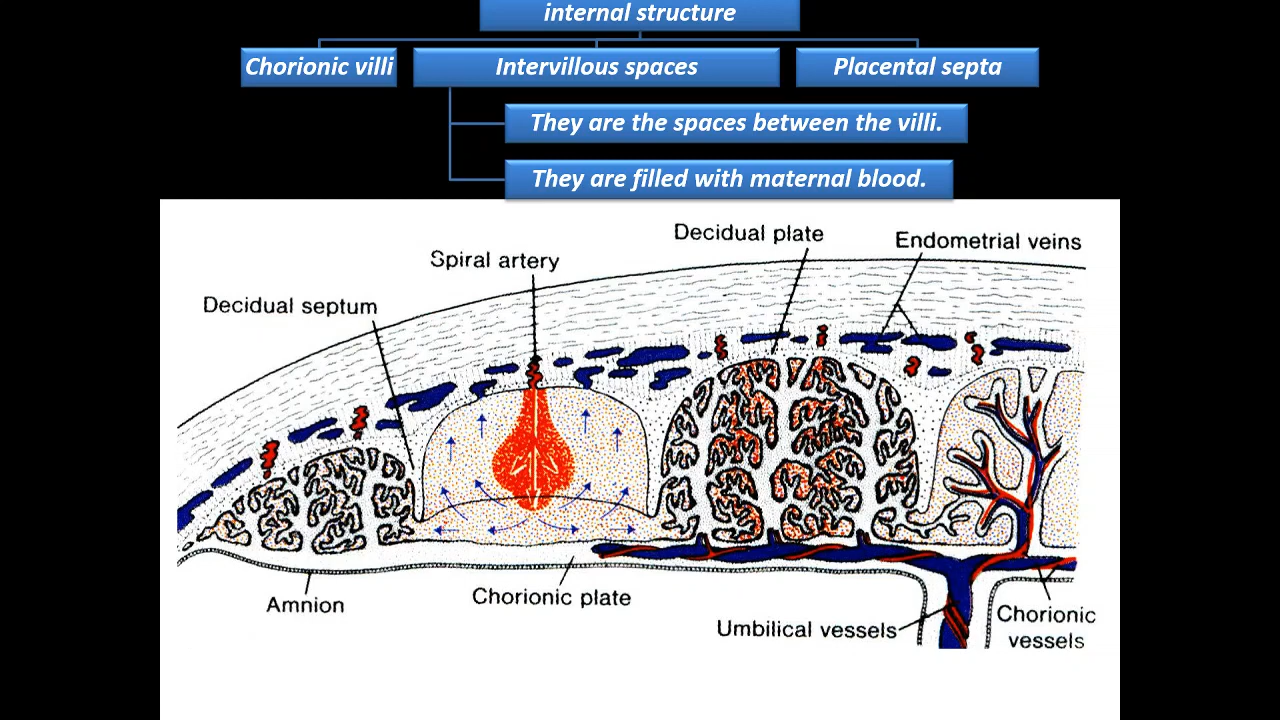 internal structure
Chorionic villi
Intervillous spaces
Placental septa
They are the spaces between the villi.
They are filled with maternal blood.
Decidual plate
Endometrial veins
Spiral artery
Decidual septum
Amnion
Chorionic plate
Umbilical vessels
Chorionic
vessels